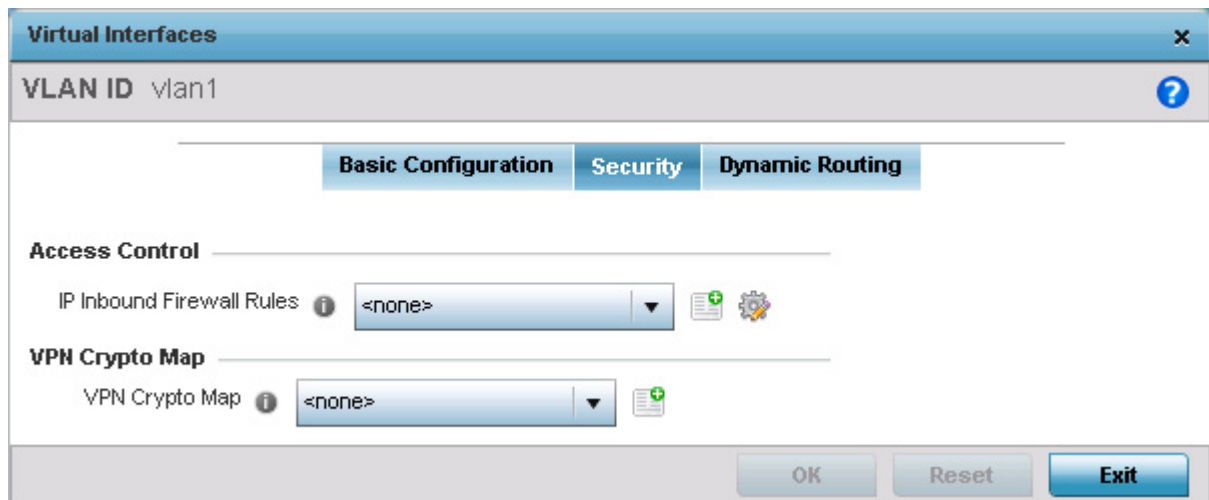 Virtual Interfaces
VLAN ID vlan1
Basic Configuration Security Dynamic Routing
Access Control
IP Inbound Firewall Rules <none>
VPN Crypto Map
VPN Crypto Map <none>
OK Reset Exit